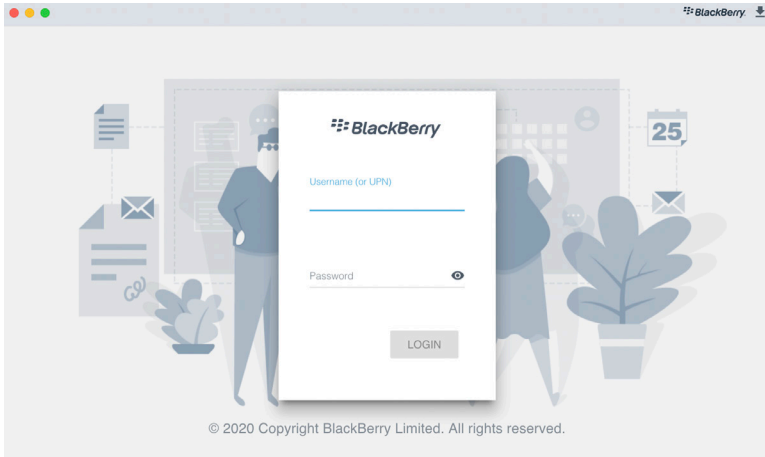 BlackBerry.
25
BlackBerry
Username (or UPN)
Password
LOGIN
© 2020 Copyright BlackBerry Limited. All rights reserved.